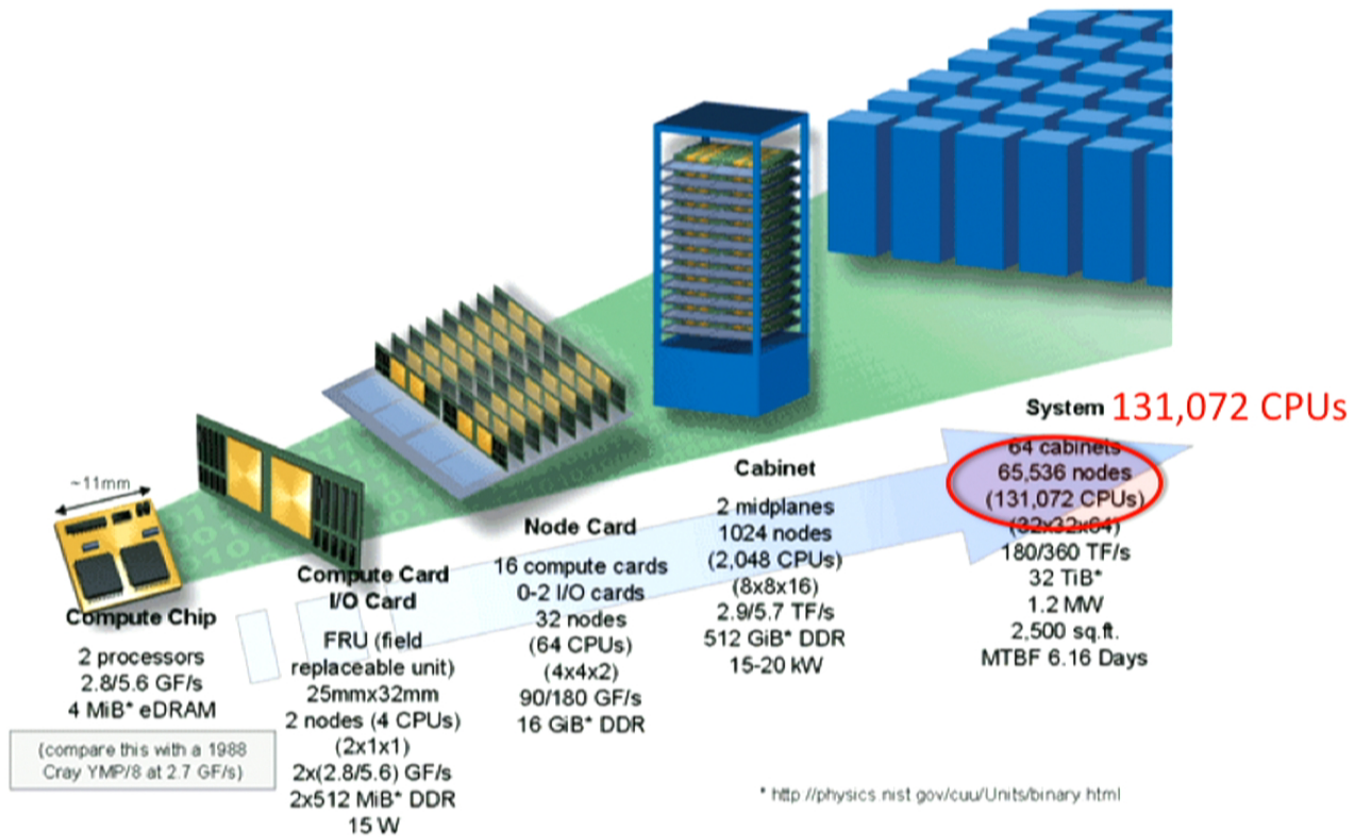 ~11mm
Compute Chip
2 processors
2.8/5.6 GF/s
4 MiB* eDRAM
(compare this with a 1988
Cray YMP/8 at 2.7 GF/s)
Compute Card
I/O Card
FRU (field
replaceable unit)
25mmx32mm
2 nodes (4 CPUs)
(2x1x1)
2x(2.8/5.6) GF/s
2x512 MiB* DDR
15 W
Node Card
16 compute cards
0-2 I/O cards
32 nodes
(64 CPUs)
(4x4x2)
90/180 GF/s
16 GiB* DDR
Cabinet
2 midplanes
1024 nodes
(2,048 CPUs)
(8x8x16)
2.9/5.7 TF/s
512 GiB* DDR
15-20 kW
System 131,072 CPUs
64 cabinets
65,536 nodes
(131,072 CPUs)
(32x32x64)
180/360 TF/s
32 TiB*
1.2 MW
2,500 sq.ft.
MTBF 6.16 Days
* http://physics.nist.gov/cuu/Units/binary.html